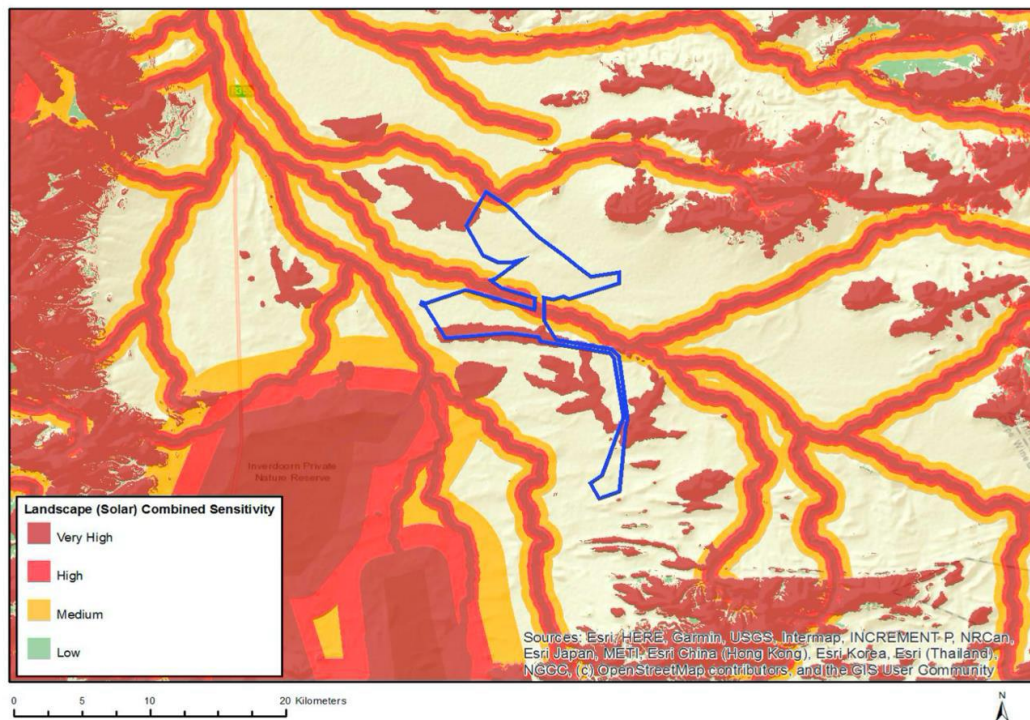 Inverdoorn Private
Nature Reserve
Landscape (Solar) Combined Sensitivity
Very High
High
Medium
Low
Sources: Esri, HERE, Garmin, USGS, Intermap, INCREMENT P, NRCan,
Esri Japan, METI, Esri China (Hong Kong), Esri Korea, Esri (Thailand),
NGCC, (c) OpenStreetMap contributors, and the GIS User Community
0 5 10 20 Kilometers
N